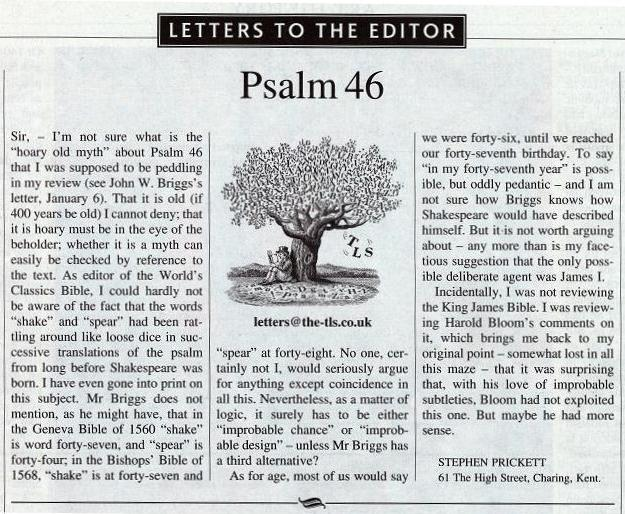 LETTERS TO THE EDITOR
Psalm 46
Sir, – I'm not sure what is the
"hoary old myth" about Psalm 46
that I was supposed to be peddling
in my review (see John W. Briggs's
letter, January 6). That it is old (if
400 years be old) I cannot deny; that
it is hoary must be in the eye of the
beholder; whether it is a myth can
easily be checked by reference to
the text. As editor of the World's
Classics Bible, I could hardly not
be aware of the fact that the words
"shake" and "spear" had been rat-
tling around like loose dice in suc-
cessive translations of the psalm
from long before Shakespeare was
born. I have even gone into print on
this subject. Mr Briggs does not
mention, as he might have, that in
the Geneva Bible of 1560 "shake"
is word forty-seven, and "spear" is
forty-four; in the Bishops' Bible of
1568, "shake" is at forty-seven and
TLS
letters@the-tls.co.uk
"spear" at forty-eight. No one, cer-
tainly not I, would seriously argue
for anything except coincidence in
all this. Nevertheless, as a matter of
logic, it surely has to be either
"improbable chance" or "improb-
able design" – unless Mr Briggs has
a third alternative?
As for age, most of us would say
we were forty-six, until we reached
our forty-seventh birthday. To say
"in my forty-seventh year" is poss-
ible, but oddly pedantic – and I am
not sure how Briggs knows how
Shakespeare would have described
himself. But it is not worth arguing
about – any more than is my face-
tious suggestion that the only poss-
ible deliberate agent was James I.
Incidentally, I was not reviewing
the King James Bible. I was review-
ing Harold Bloom's comments on
it, which brings me back to my
original point – somewhat lost in all
this maze – that it was surprising
that, with his love of improbable
subtleties, Bloom had not exploited
this one. But maybe he had more
sense.
STEPHEN PRICKETT
61 The High Street, Charing, Kent.